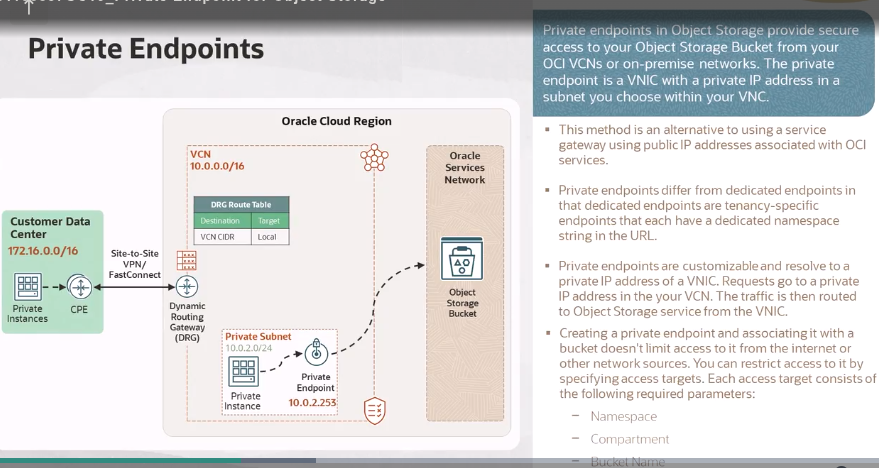 Private Endpoint for Object Storage
Private Endpoints
Oracle Cloud Region
VCN
10.0.0.0/16
Oracle
Services
Network
DRG Route Table
Destination Target
VCN CIDR Local
Customer Data
Center
172.16.0.0/16
Site-to-Site
VPN/
FastConnect
Private
Instances
CPE
Dynamic
Routing
Gateway
(DRG)
Object
Storage
Bucket
Private Subnet
10.0.2.0/24
Private
Instance
Private
Endpoint
10.0.2.253
Private endpoints in Object Storage provide secure
access to your Object Storage Bucket from your
OCI VCNs or on-premise networks. The private
endpoint is a VNIC with a private IP address in a
subnet you choose within your VNC.
▪ This method is an alternative to using a service
gateway using public IP addresses associated with OCI
services.
▪ Private endpoints differ from dedicated endpoints in
that dedicated endpoints are tenancy-specific
endpoints that each have a dedicated namespace
string in the URL.
▪ Private endpoints are customizable and resolve to a
private IP address of a VNIC. Requests go to a private
IP address in the your VCN. The traffic is then routed
to Object Storage service from the VNIC.
▪ Creating a private endpoint and associating it with a
bucket doesn't limit access to it from the internet or
other network sources. You can restrict access to it by
specifying access targets. Each access target consists of
the following required parameters:
– Namespace
– Compartment
– Bucket Name